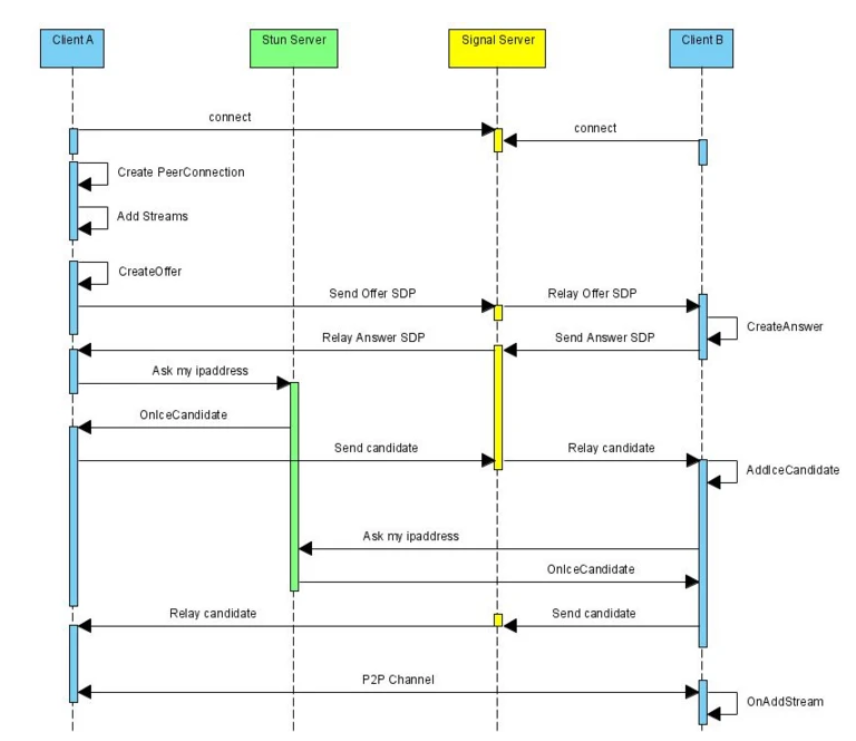 Client A
Stun Server
Signal Server
Client B
connect
connect
Create PeerConnection
Add Streams
CreateOffer
Send Offer SDP
Relay Offer SDP
CreateAnswer
Relay Answer SDP
Send Answer SDP
Ask my ipaddress
OnIceCandidate
Send candidate
Relay candidate
AddIceCandidate
Ask my ipaddress
OnIceCandidate
Relay candidate
Send candidate
P2P Channel
OnAddStream